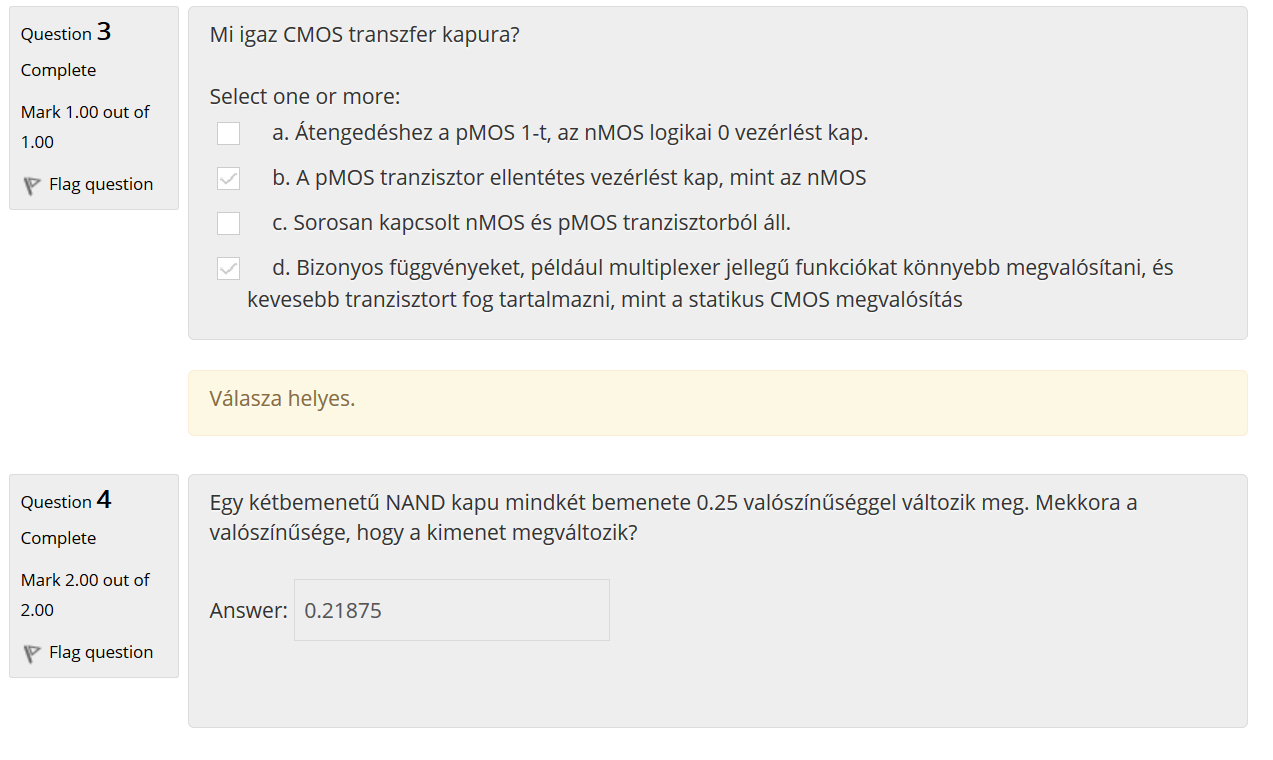 Question 3
Complete
Mark 1.00 out of
1.00
Flag question
Mi igaz CMOS transzfer kapura?
Select one or more:
a. Átengedéshez a pMOS 1-t, az nMOS logikai 0 vezérlést kap.
b. A pMOS tranzisztor ellentétes vezérlést kap, mint az nMOS
c. Sorosan kapcsolt nMOS és pMOS tranzisztorból áll.
d. Bizonyos függvényeket, például multiplexer jellegű funkciókat könnyebb megvalósítani, és
kevesebb tranzisztort fog tartalmazni, mint a statikus CMOS megvalósítás
Válasza helyes.
Question 4
Complete
Mark 2.00 out of
2.00
Flag question
Egy kétbemenetű NAND kapu mindkét bemenete 0.25 valószínűséggel változik meg. Mekkora a
valószínűsége, hogy a kimenet megváltozik?
Answer: 0.21875